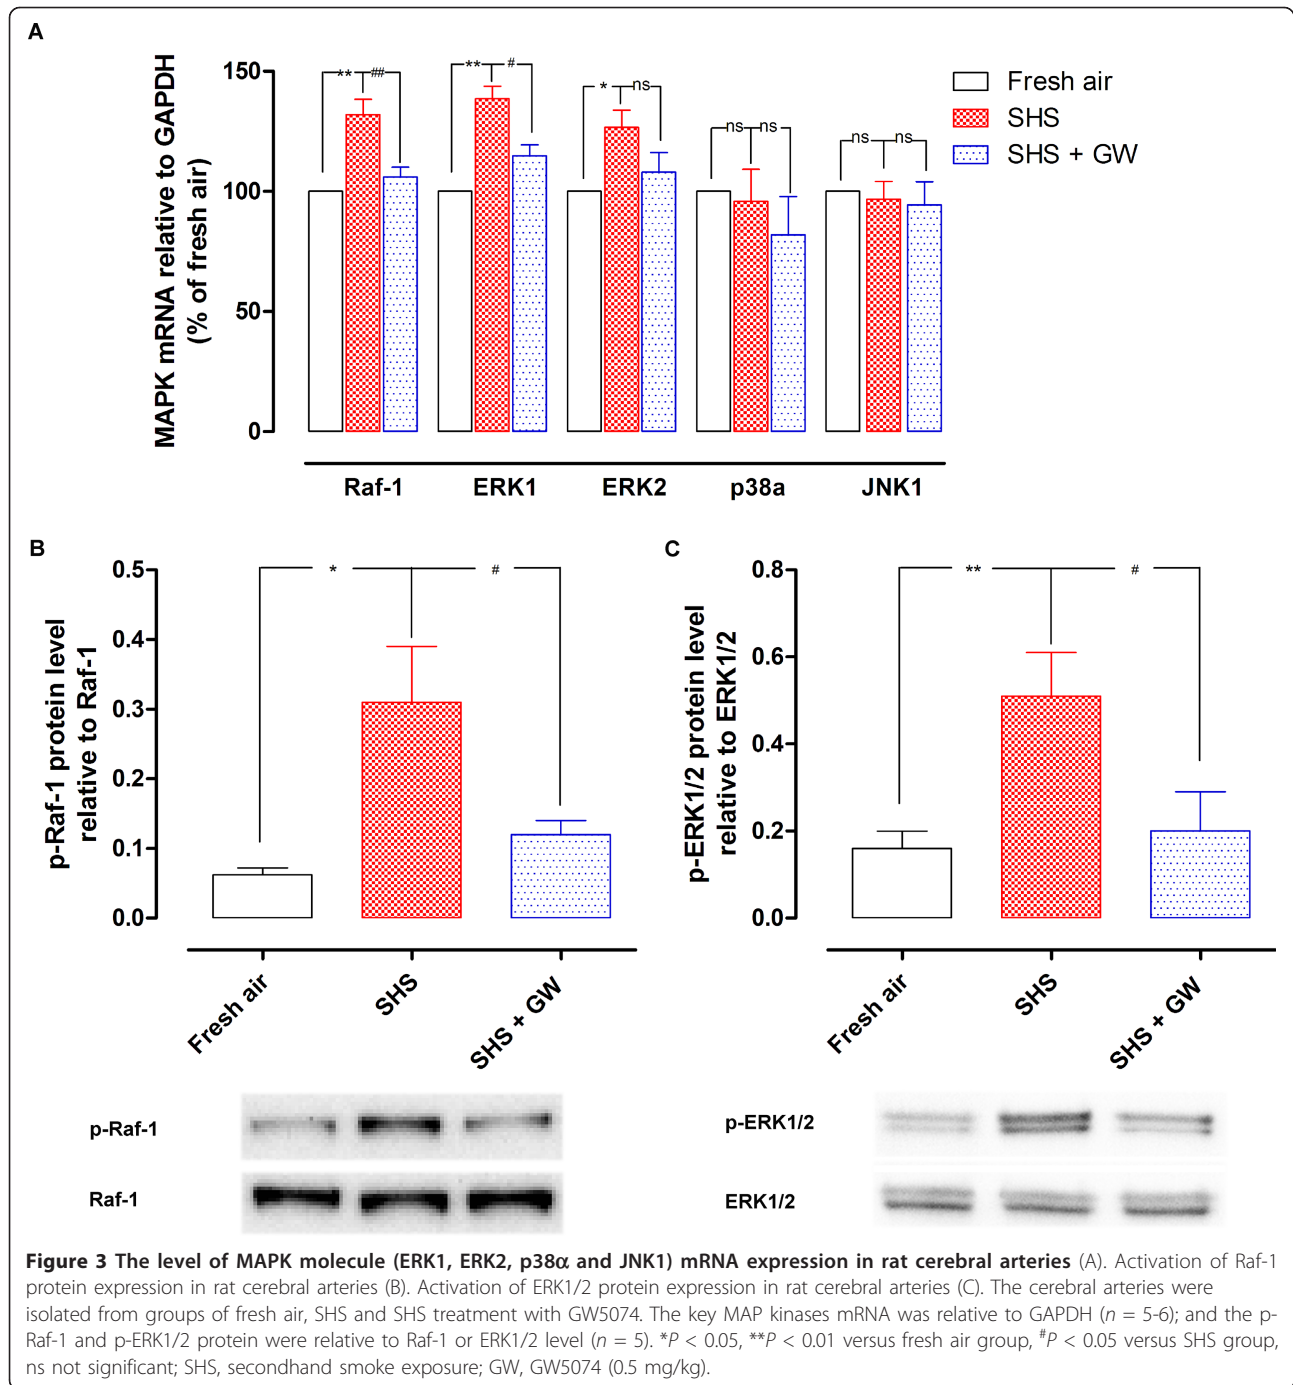 A
MAPK mRNA relative to GAPDH
(% of fresh air)
150
100
50
0
** ##
** #
* ns
ns ns
ns ns
Fresh air
SHS
SHS + GW
Raf-1 ERK1 ERK2 p38a JNK1
B
p-Raf-1 protein level
relative to Raf-1
0.5
0.4
0.3
0.2
0.1
0.0
* #
Fresh air
SHS
SHS + GW
p-Raf-1
Raf-1
C
p-ERK1/2 protein level
relative to ERK1/2
0.8
0.6
0.4
0.2
0.0
** #
Fresh air
SHS
SHS + GW
p-ERK1/2
ERK1/2
Figure 3 The level of MAPK molecule (ERK1, ERK2, p38α and JNK1) mRNA expression in rat cerebral arteries (A). Activation of Raf-1
protein expression in rat cerebral arteries (B). Activation of ERK1/2 protein expression in rat cerebral arteries (C). The cerebral arteries were
isolated from groups of fresh air, SHS and SHS treatment with GW5074. The key MAP kinases mRNA was relative to GAPDH (n = 5-6); and the p-
Raf-1 and p-ERK1/2 protein were relative to Raf-1 or ERK1/2 level (n = 5). *P < 0.05, **P < 0.01 versus fresh air group, #P < 0.05 versus SHS group,
ns not significant; SHS, secondhand smoke exposure; GW, GW5074 (0.5 mg/kg).